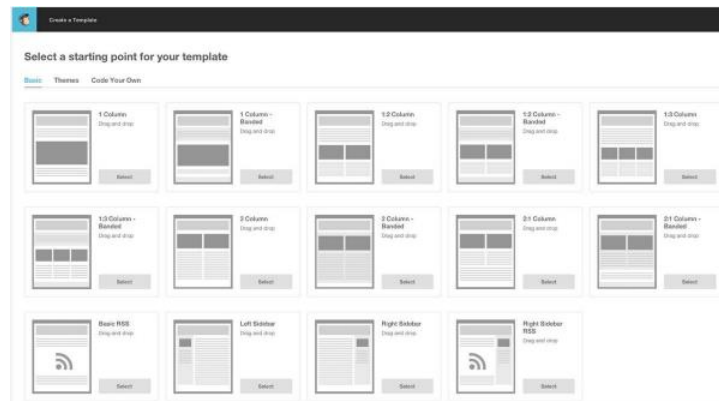 Create a Template
Select a starting point for your template
Basic Themes Code Your Own
1 Column
Drag and drop
Select
1 Column -
Banded
Drag and drop
Select
1:2 Column
Drag and drop
Select
1:2 Column -
Banded
Drag and drop
Select
1:3 Column
Drag and drop
Select
1:3 Column -
Banded
Drag and drop
Select
2 Column
Drag and drop
Select
2 Column -
Banded
Drag and drop
Select
2:1 Column
Drag and drop
Select
2:1 Column -
Banded
Drag and drop
Select
Basic RSS
Drag and drop
Select
Left Sidebar
Drag and drop
Select
Right Sidebar
Drag and drop
Select
Right Sidebar
RSS
Drag and drop
Select